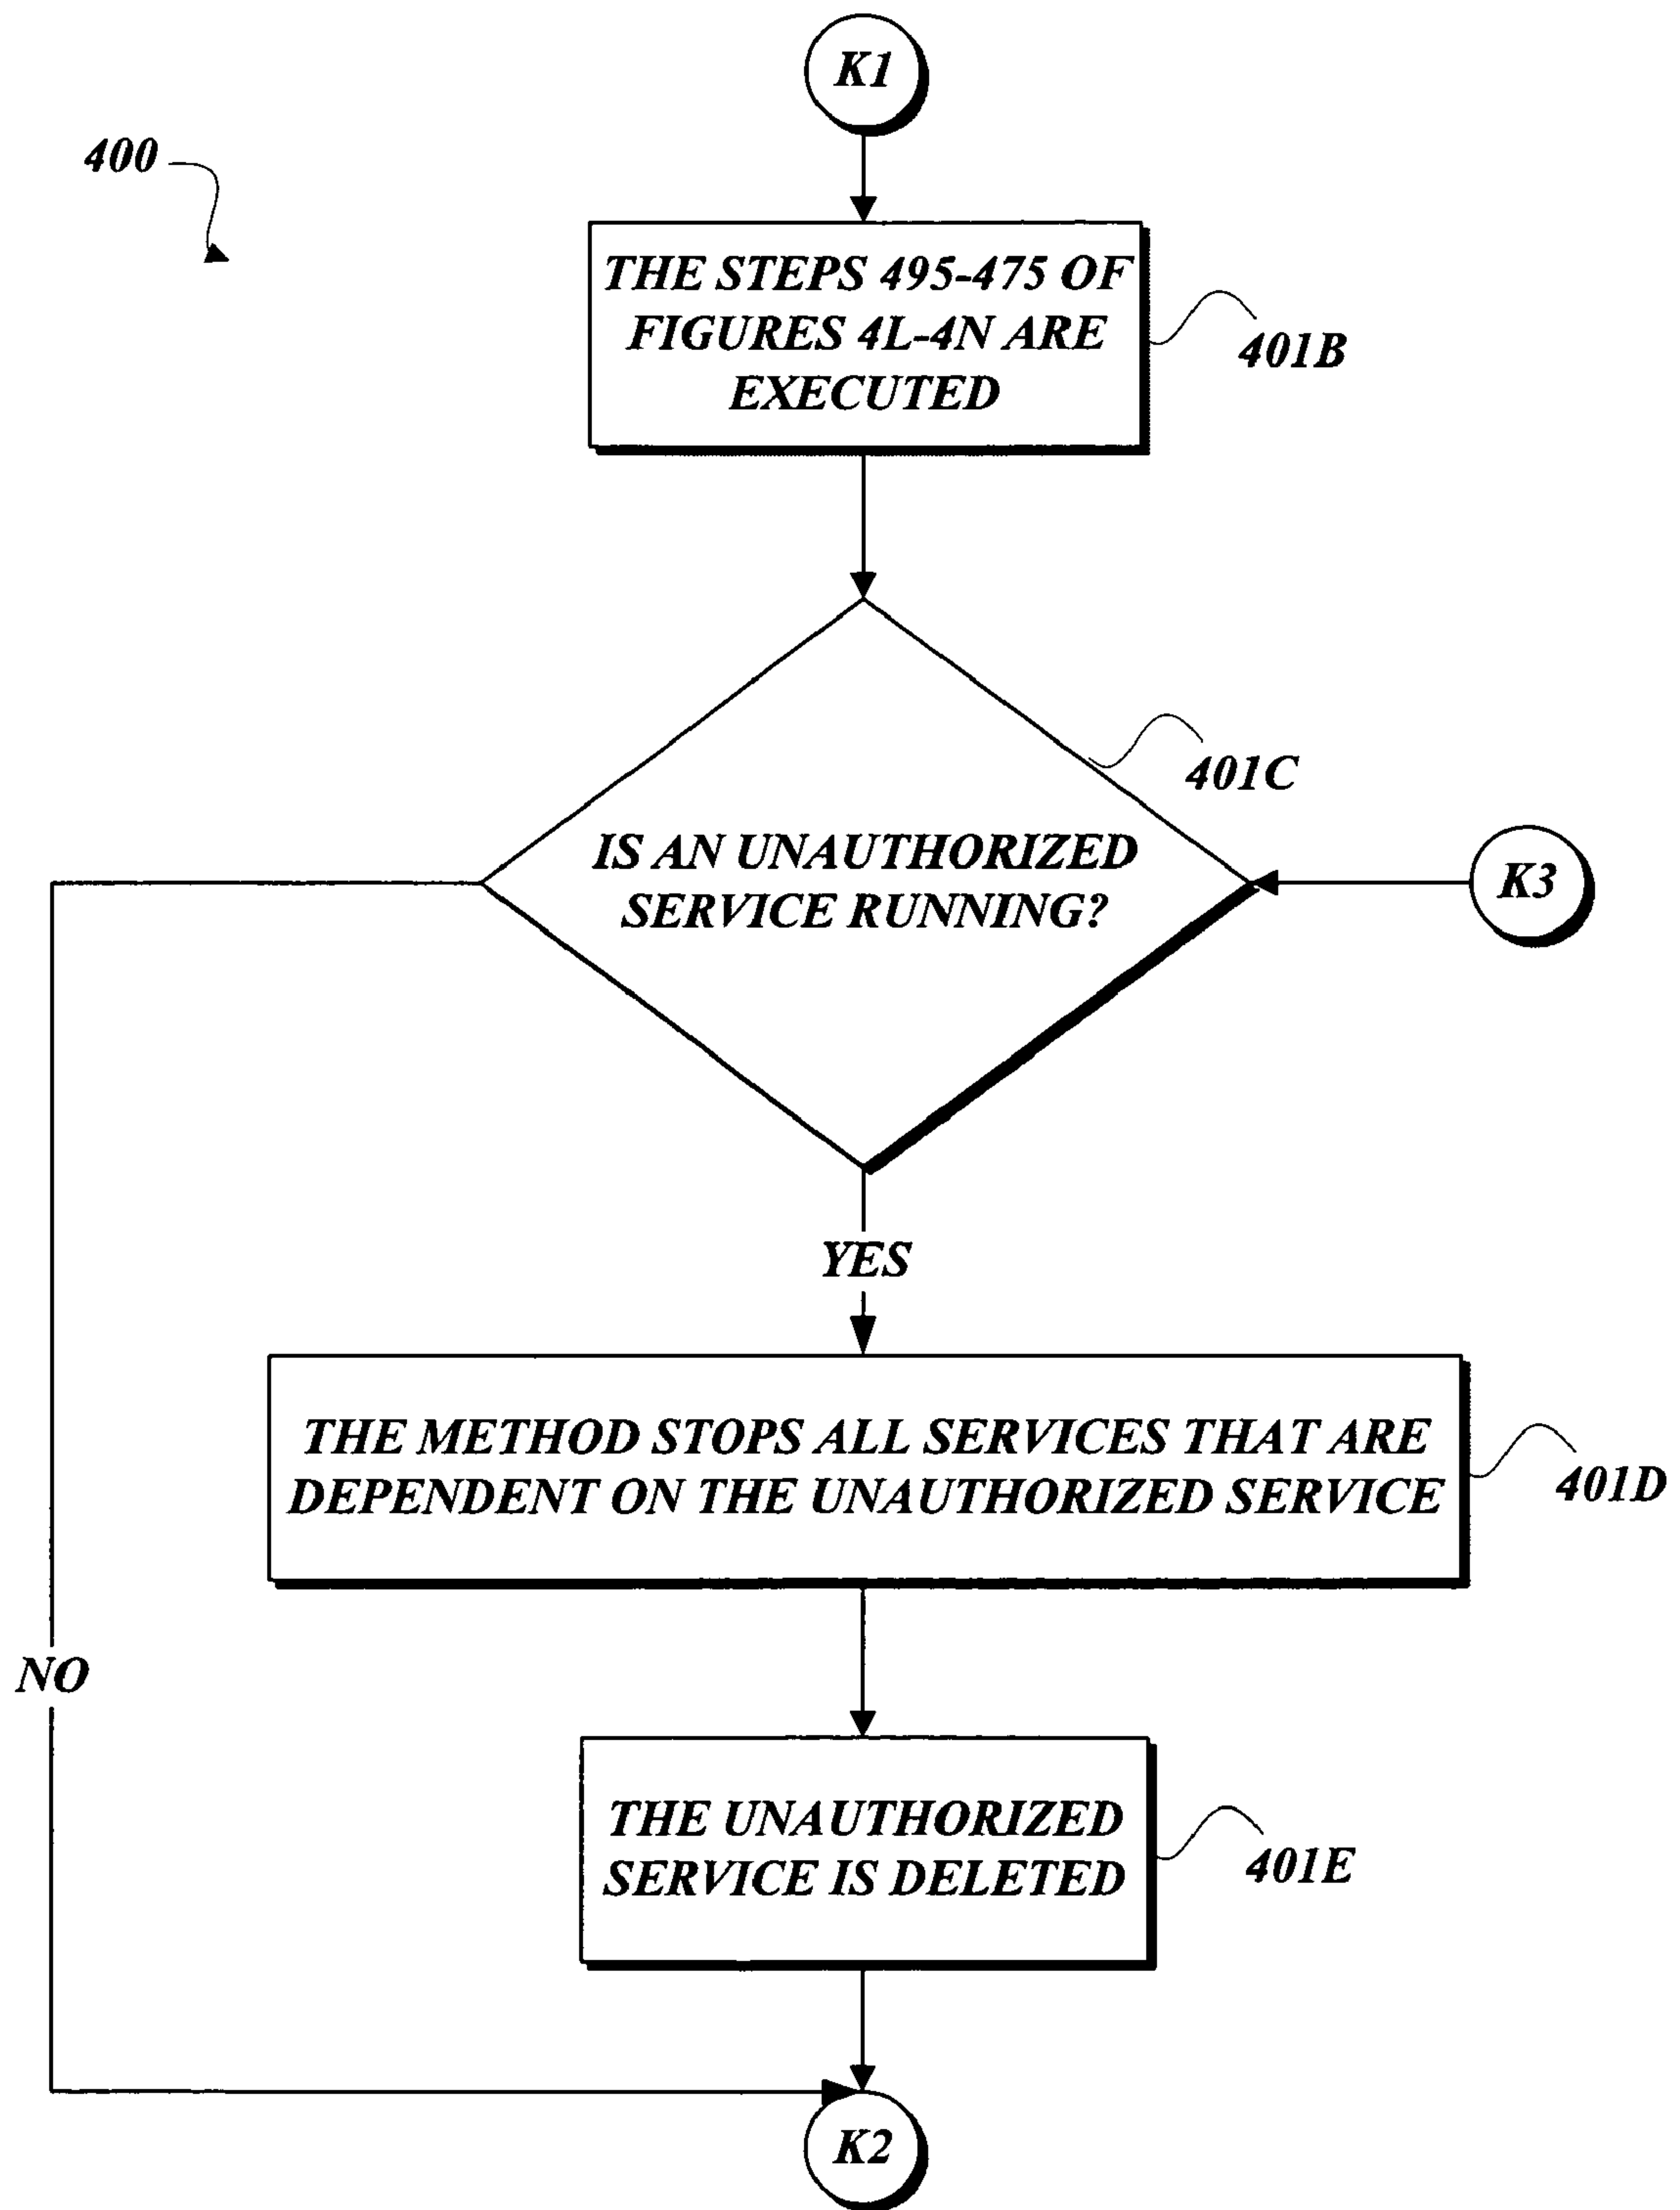 K1
400
THE STEPS 495-475 OF
FIGURES 4L-4N ARE
EXECUTED
401B
401C
IS AN UNAUTHORIZED
SERVICE RUNNING?
K3
YES
THE METHOD STOPS ALL SERVICES THAT ARE
DEPENDENT ON THE UNAUTHORIZED SERVICE
401D
NO
THE UNAUTHORIZED
SERVICE IS DELETED
401E
K2